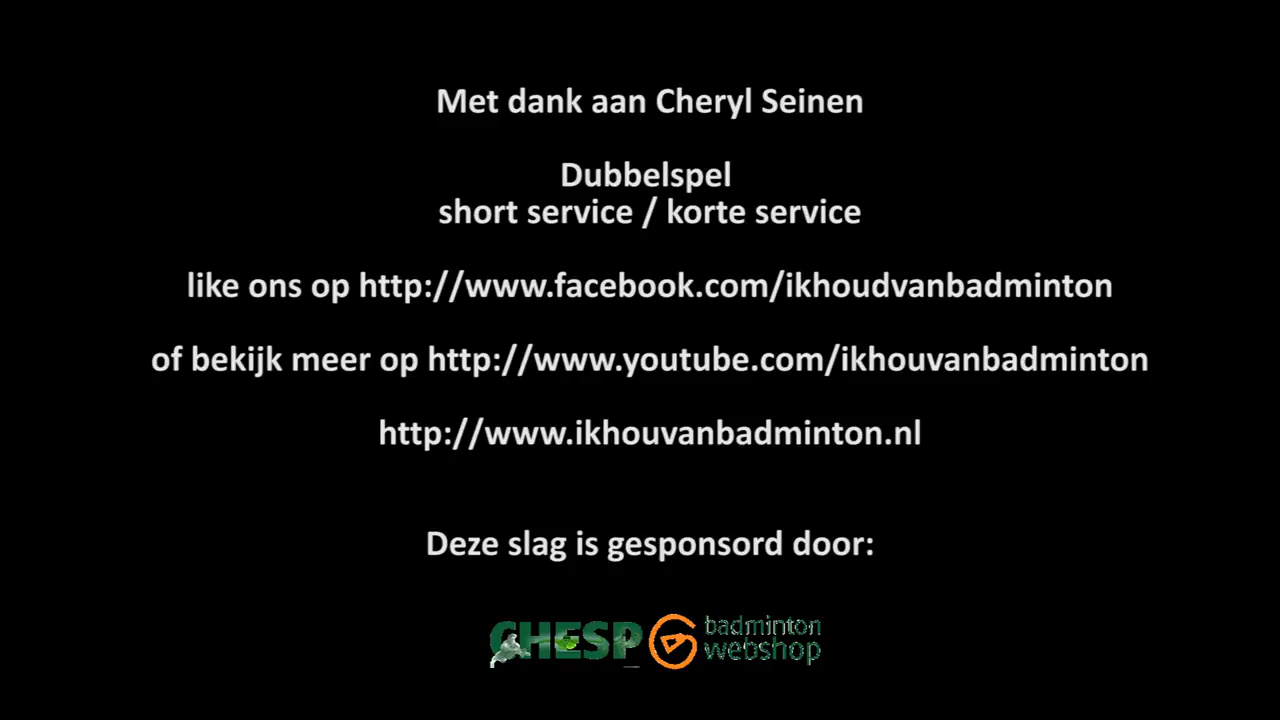 Met dank aan Cheryl Seinen
Dubbelspel
short service / korte service
like ons op http://www.facebook.com/ikhoudvanbadminton
of bekijk meer op http://www.youtube.com/ikhouvanbadminton
http://www.ikhouvanbadminton.nl
Deze slag is gesponsord door:
CHESP
badminton
webshop